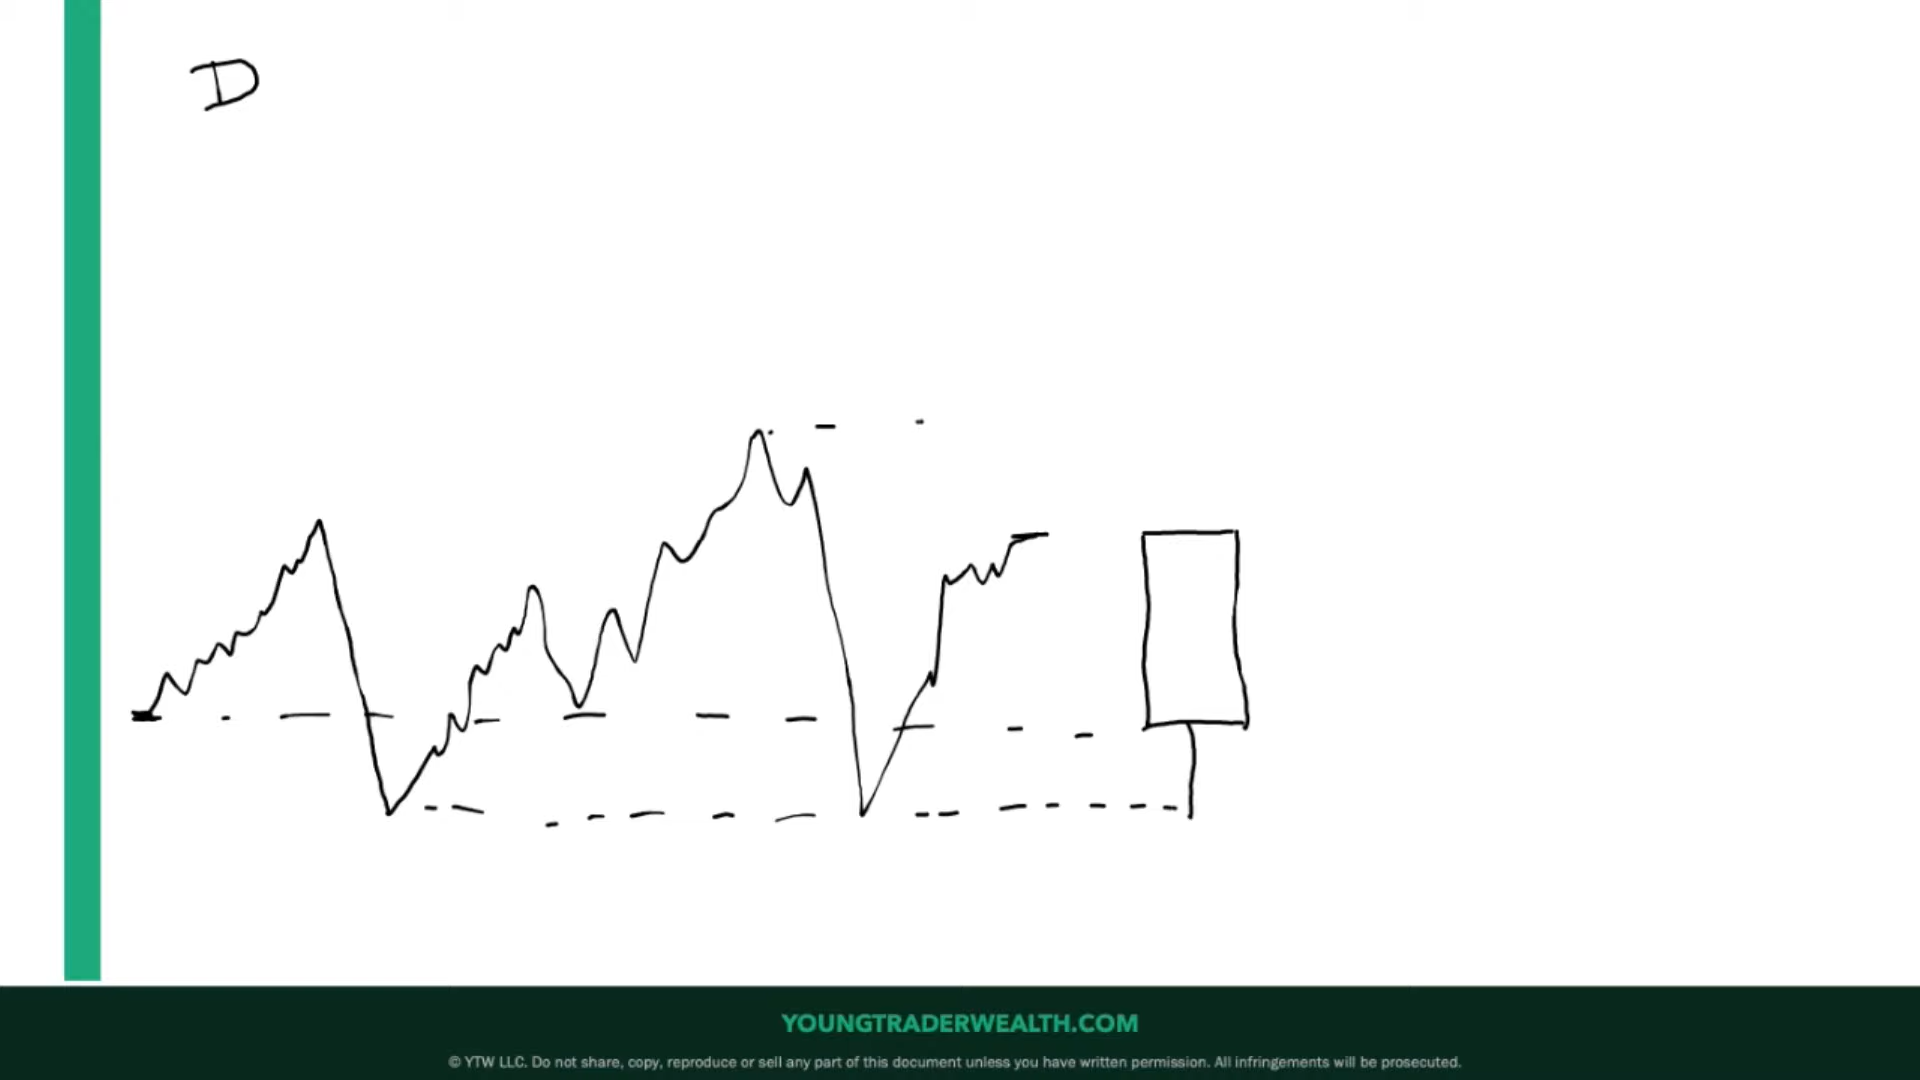 D
YOUNGTRADERWEALTH.COM
© YTW LLC. Do not share, copy, reproduce or sell any part of this document unless you have written permission. All infringements will be prosecuted.